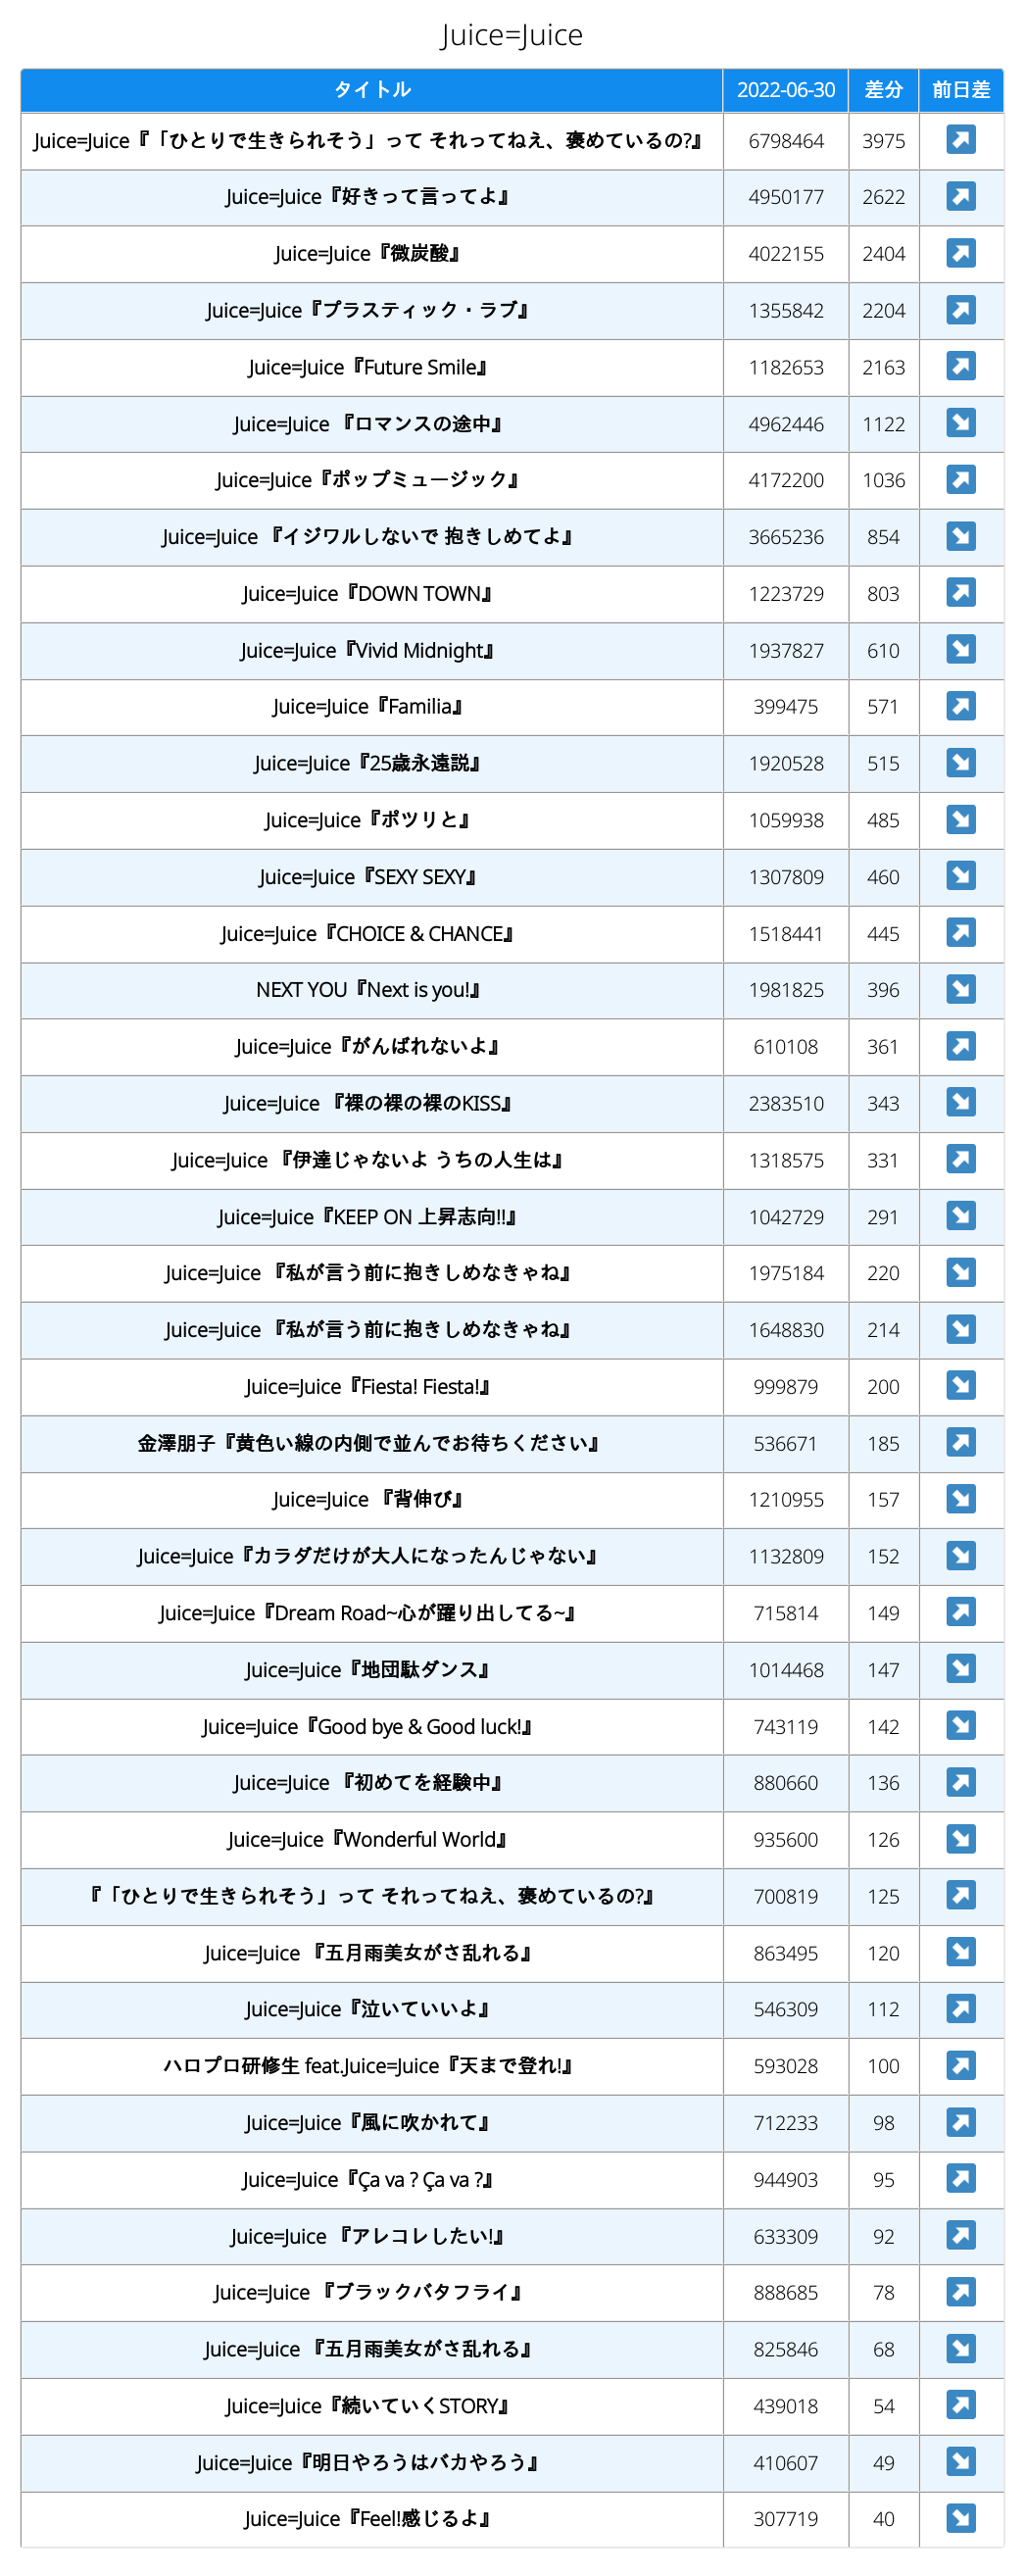 Juice=Juice
タイトル 2022-06-30 差分 前日差
Juice=Juice『「ひとりで生きられそう」って それってねえ、褒めているの?』 6798464 3975 ↗
Juice=Juice『好きって言ってよ』 4950177 2622 ↗
Juice=Juice『微炭酸』 4022155 2404 ↗
Juice=Juice『プラスティック・ラブ』 1355842 2204 ↗
Juice=Juice『Future Smile』 1182653 2163 ↗
Juice=Juice 『ロマンスの途中』 4962446 1122 ↘
Juice=Juice『ポップミュージック』 4172200 1036 ↗
Juice=Juice 『イジワルしないで 抱きしめてよ』 3665236 854 ↘
Juice=Juice『DOWN TOWN』 1223729 803 ↗
Juice=Juice『Vivid Midnight』 1937827 610 ↘
Juice=Juice『Familia』 399475 571 ↗
Juice=Juice『25歳永遠説』 1920528 515 ↘
Juice=Juice『ポツリと』 1059938 485 ↘
Juice=Juice『SEXY SEXY』 1307809 460 ↘
Juice=Juice『CHOICE & CHANCE』 1518441 445 ↗
NEXT YOU『Next is you!』 1981825 396 ↘
Juice=Juice『がんばれないよ』 610108 361 ↗
Juice=Juice 『裸の裸の裸のKISS』 2383510 343 ↘
Juice=Juice 『伊達じゃないよ うちの人生は』 1318575 331 ↗
Juice=Juice『KEEP ON 上昇志向!!』 1042729 291 ↘
Juice=Juice 『私が言う前に抱きしめなきゃね』 1975184 220 ↘
Juice=Juice 『私が言う前に抱きしめなきゃね』 1648830 214 ↘
Juice=Juice『Fiesta! Fiesta!』 999879 200 ↘
金澤朋子『黄色い線の内側で並んでお待ちください』 536671 185 ↗
Juice=Juice 『背伸び』 1210955 157 ↘
Juice=Juice『カラダだけが大人になったんじゃない』 1132809 152 ↘
Juice=Juice『Dream Road~心が躍り出してる~』 715814 149 ↗
Juice=Juice『地団駄ダンス』 1014468 147 ↘
Juice=Juice『Good bye & Good luck!』 743119 142 ↘
Juice=Juice 『初めてを経験中』 880660 136 ↗
Juice=Juice『Wonderful World』 935600 126 ↘
『「ひとりで生きられそう」って それってねえ、褒めているの?』 700819 125 ↗
Juice=Juice 『五月雨美女がさ乱れる』 863495 120 ↘
Juice=Juice『泣いていいよ』 546309 112 ↗
ハロプロ研修生 feat.Juice=Juice『天まで登れ!』 593028 100 ↗
Juice=Juice『風に吹かれて』 712233 98 ↗
Juice=Juice『Ça va ? Ça va ?』 944903 95 ↗
Juice=Juice 『アレコレしたい!』 633309 92 ↗
Juice=Juice 『ブラックバタフライ』 888685 78 ↗
Juice=Juice 『五月雨美女がさ乱れる』 825846 68 ↘
Juice=Juice『続いていくSTORY』 439018 54 ↗
Juice=Juice『明日やろうはバカやろう』 410607 49 ↘
Juice=Juice『Feel!感じるよ』 307719 40 ↘